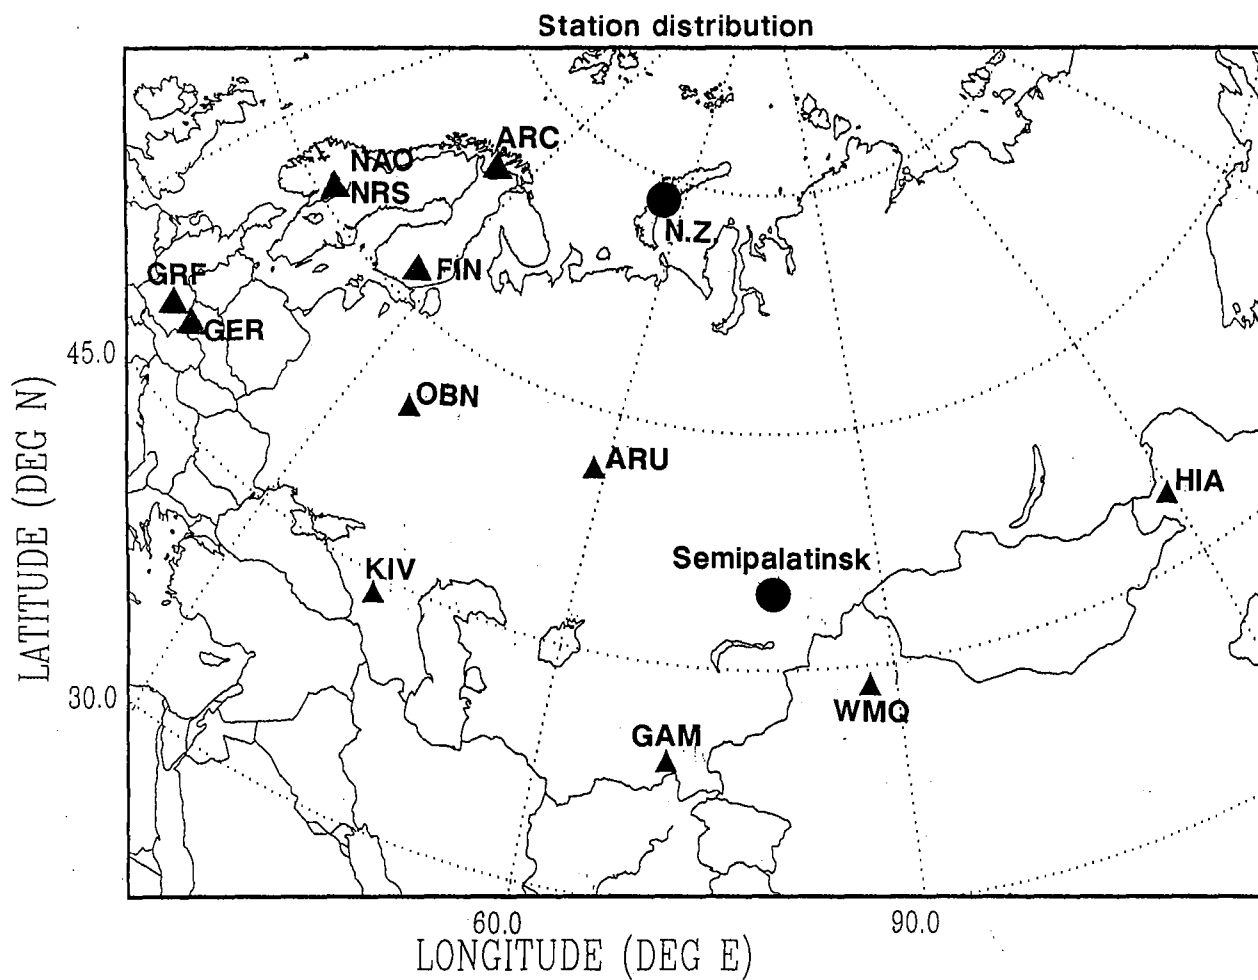 Station distribution
ARC
NAO
NRS
N.Z.
FIN
GRF
GER
45.0
OBN
ARU
HIA
LATITUDE (DEG N)
Semipalatinsk
KIV
30.0
WMQ
GAM
60.0
90.0
LONGITUDE (DEG E)